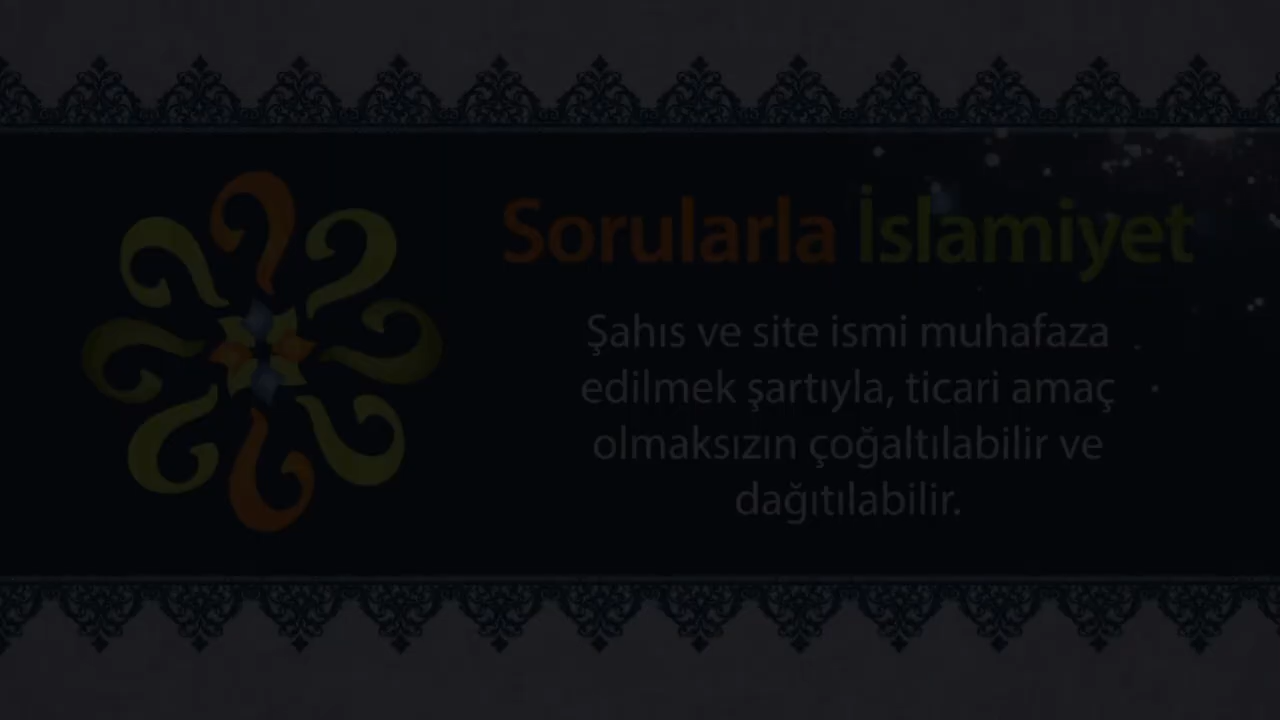 Sorularla İslamiyet
Şahıs ve site ismi muhafaza
edilmek şartıyla, ticari amaç
olmaksızın çoğaltılabilir ve
dağıtılabilir.